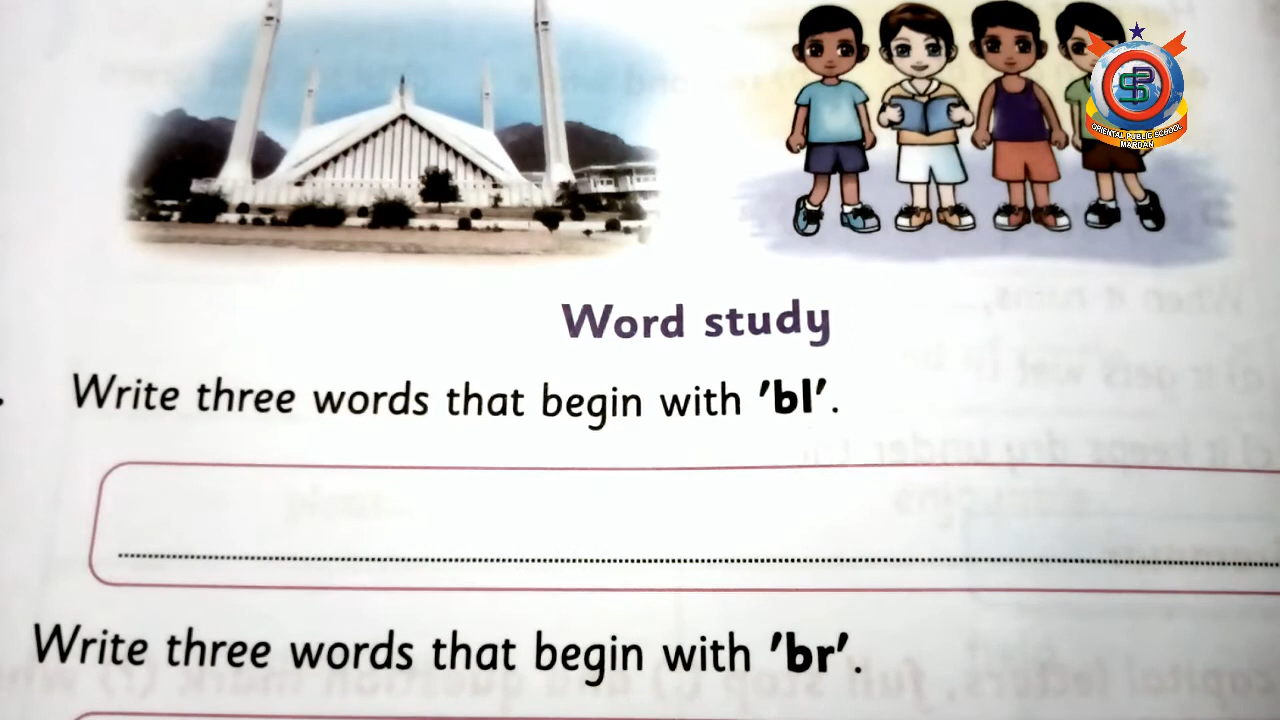 SP
ORIENTAL PUBLIC SCHOOL
MARDAN
Word study
Write three words that begin with 'bl'.
Write three words that begin with 'br'.